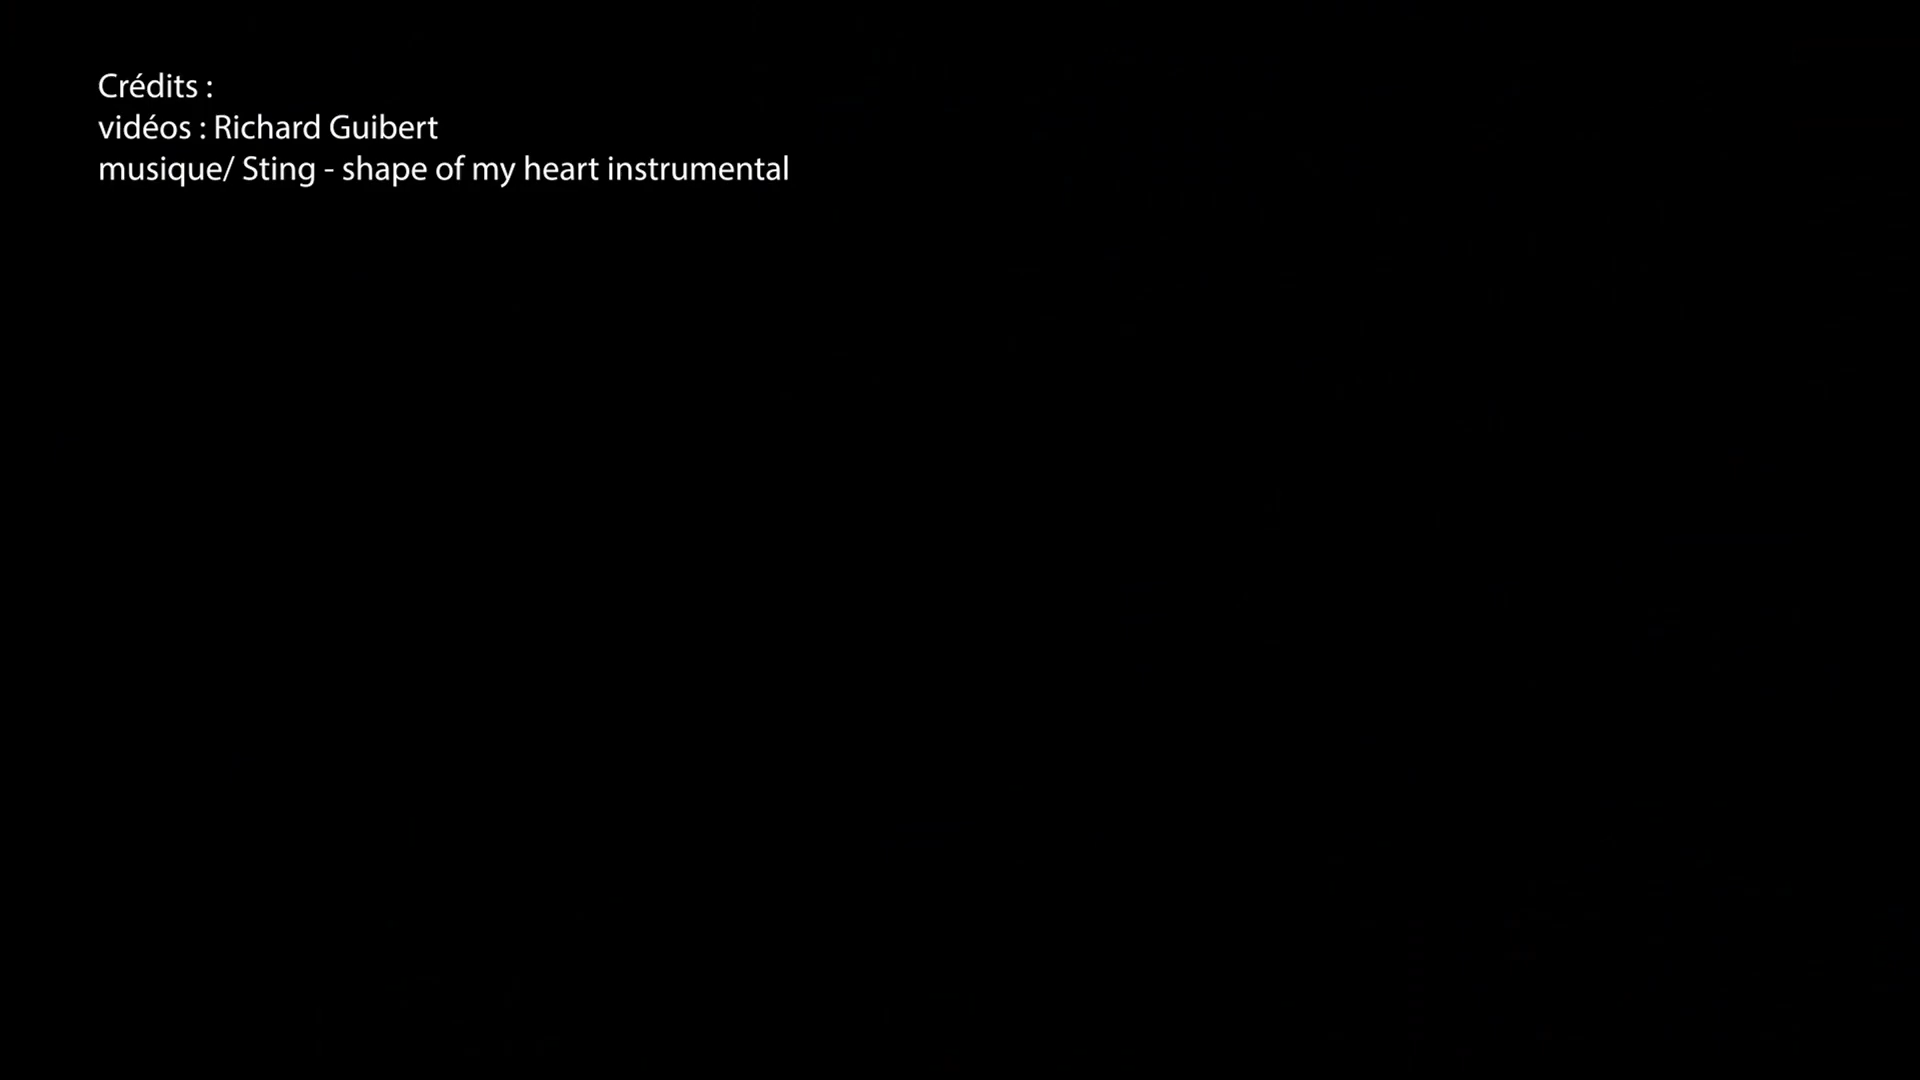 Crédits :
vidéos : Richard Guibert
musique/ Sting - shape of my heart instrumental